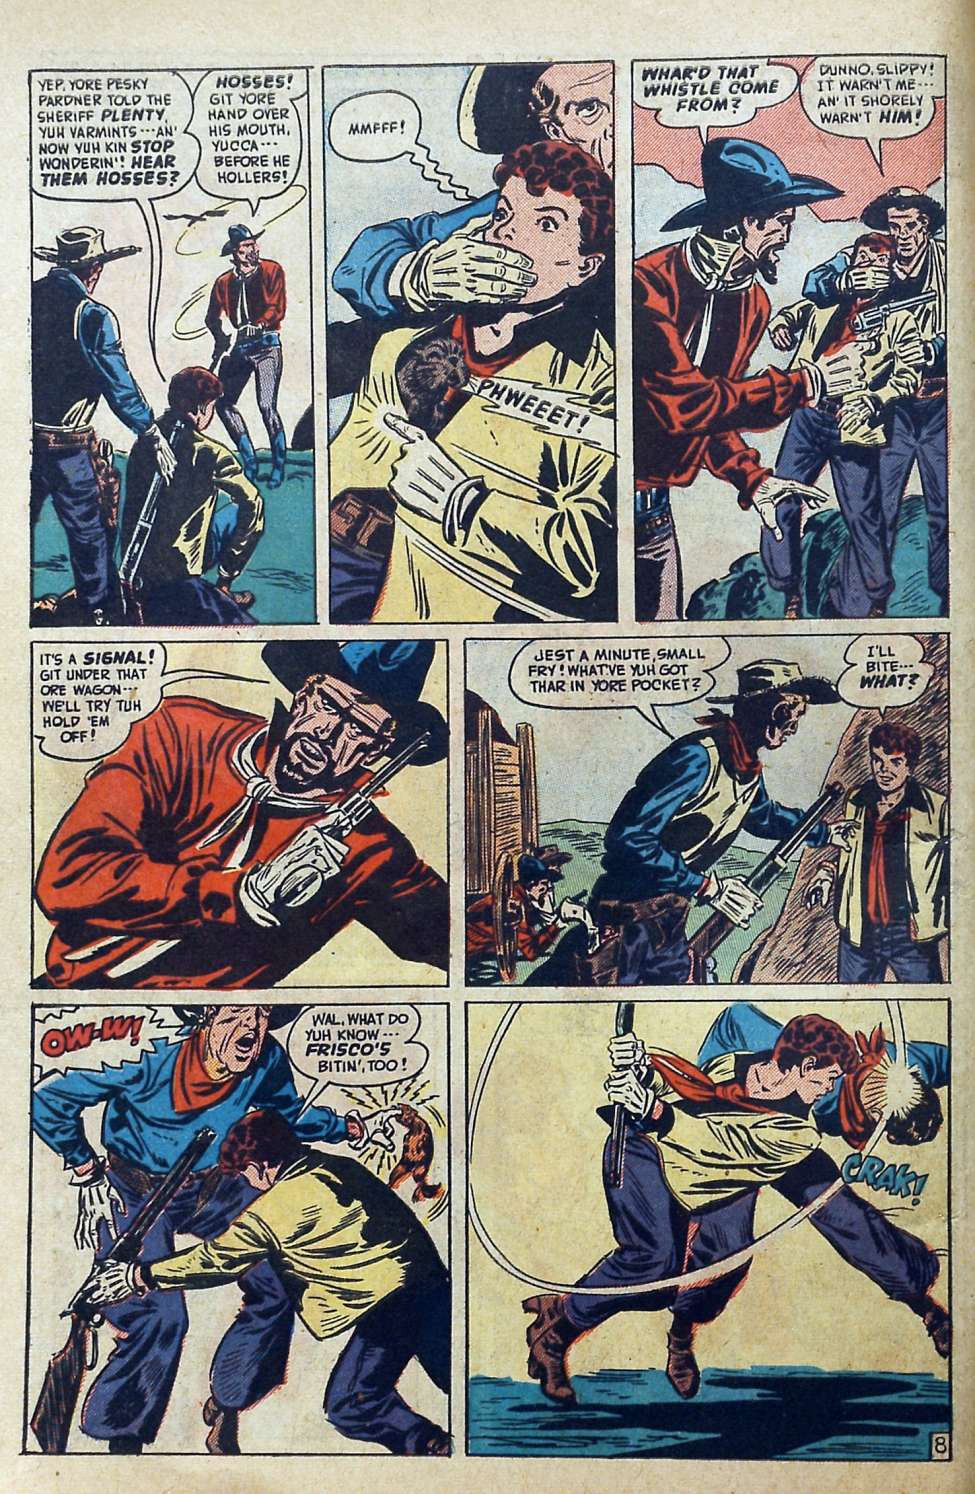 YEP, YORE PESKY
PARDNER TOLD THE
SHERIFF PLENTY,
YUH VARMINTS---AN'
NOW YUH KIN STOP
WONDERIN'! HEAR
THEM HOSSES?
HOSSES!
GIT YORE
HAND OVER
HIS MOUTH,
YUCCA---
BEFORE HE
HOLLERS!
MMFFF!
PHWEEET!
WHAR'D THAT
WHISTLE COME
FROM?
DUNNO, SLIPPY!
IT WARN'T ME---
AN' IT SHORELY
WARN'T HIM!
IT'S A SIGNAL!
GIT UNDER THAT
ORE WAGON---
WE'LL TRY TUH
HOLD 'EM
OFF!
JEST A MINUTE, SMALL
FRY! WHAT'VE YUH GOT
THAR IN YORE POCKET?
I'LL
BITE---
WHAT?
OW-W!
WAL, WHAT DO
YUH KNOW---
FRISCO'S
BITIN', TOO!
CRAK!
8